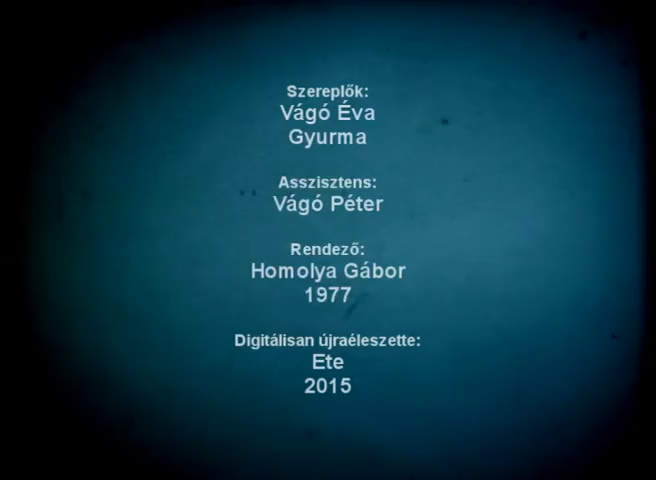 Szereplők:
Vágó Éva
Gyurma
Asszisztens:
Vágó Péter
Rendező:
Homolya Gábor
1977
Digitálisan újraéleszette:
Ete
2015